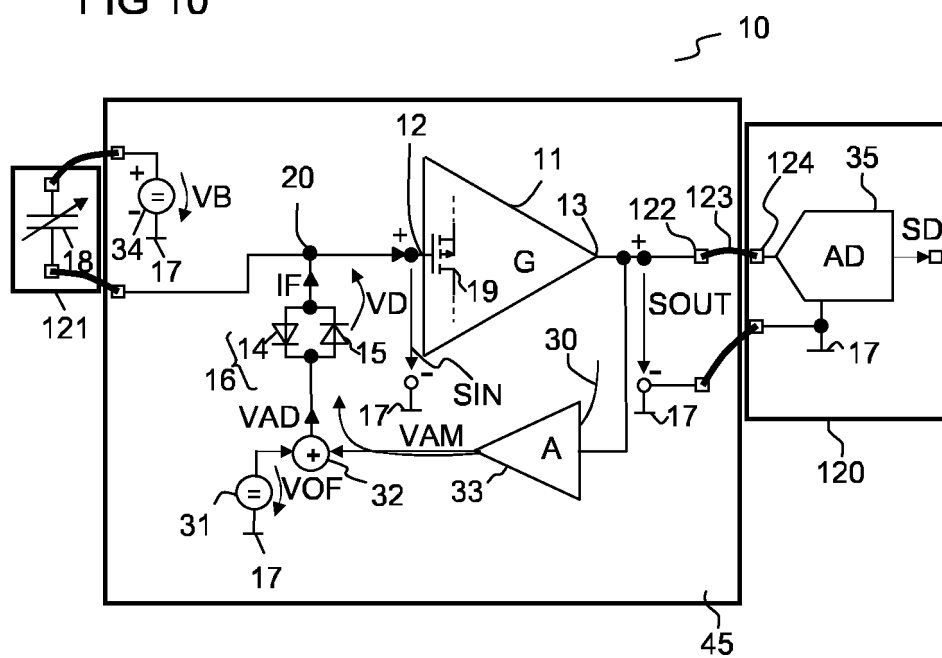 FIG 10
10
12
11
20
13
122
123
124
35
+
-
=
VB
34
17
18
121
+
-
G
19
+
-
SOUT
AD
SD
17
IF
VD
14
15
16
SIN
17
30
17
VAD
VAM
A
33
+
32
VOF
31
=
17
120
45